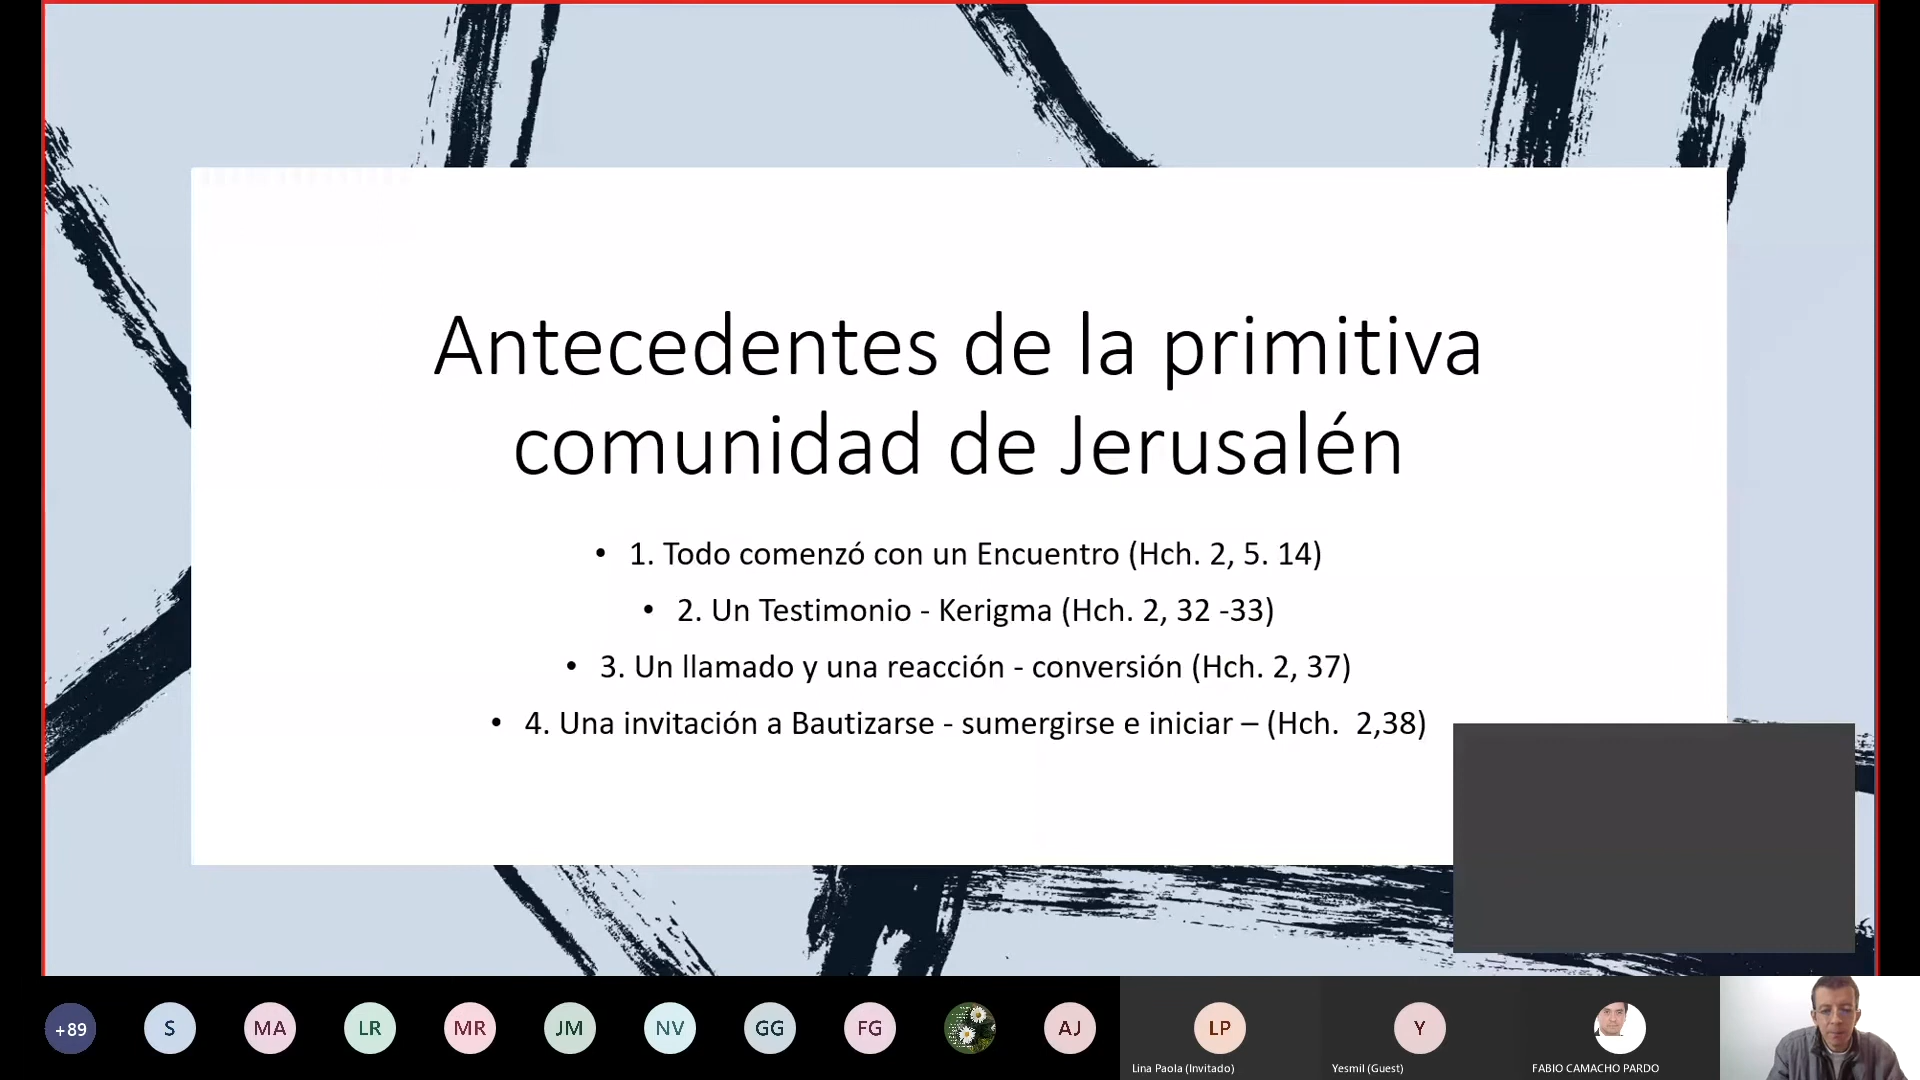 Antecedentes de la primitiva
comunidad de Jerusalén
• 1. Todo comenzó con un Encuentro (Hch. 2, 5. 14)
• 2. Un Testimonio - Kerigma (Hch. 2, 32 -33)
• 3. Un llamado y una reacción - conversión (Hch. 2, 37)
• 4. Una invitación a Bautizarse - sumergirse e iniciar – (Hch.  2,38)
+89
S
MA
LR
MR
JM
NV
GG
FG
AJ
LP
Y
Lina Paola (Invitado)
Yesmil (Guest)
FABIO CAMACHO PARDO